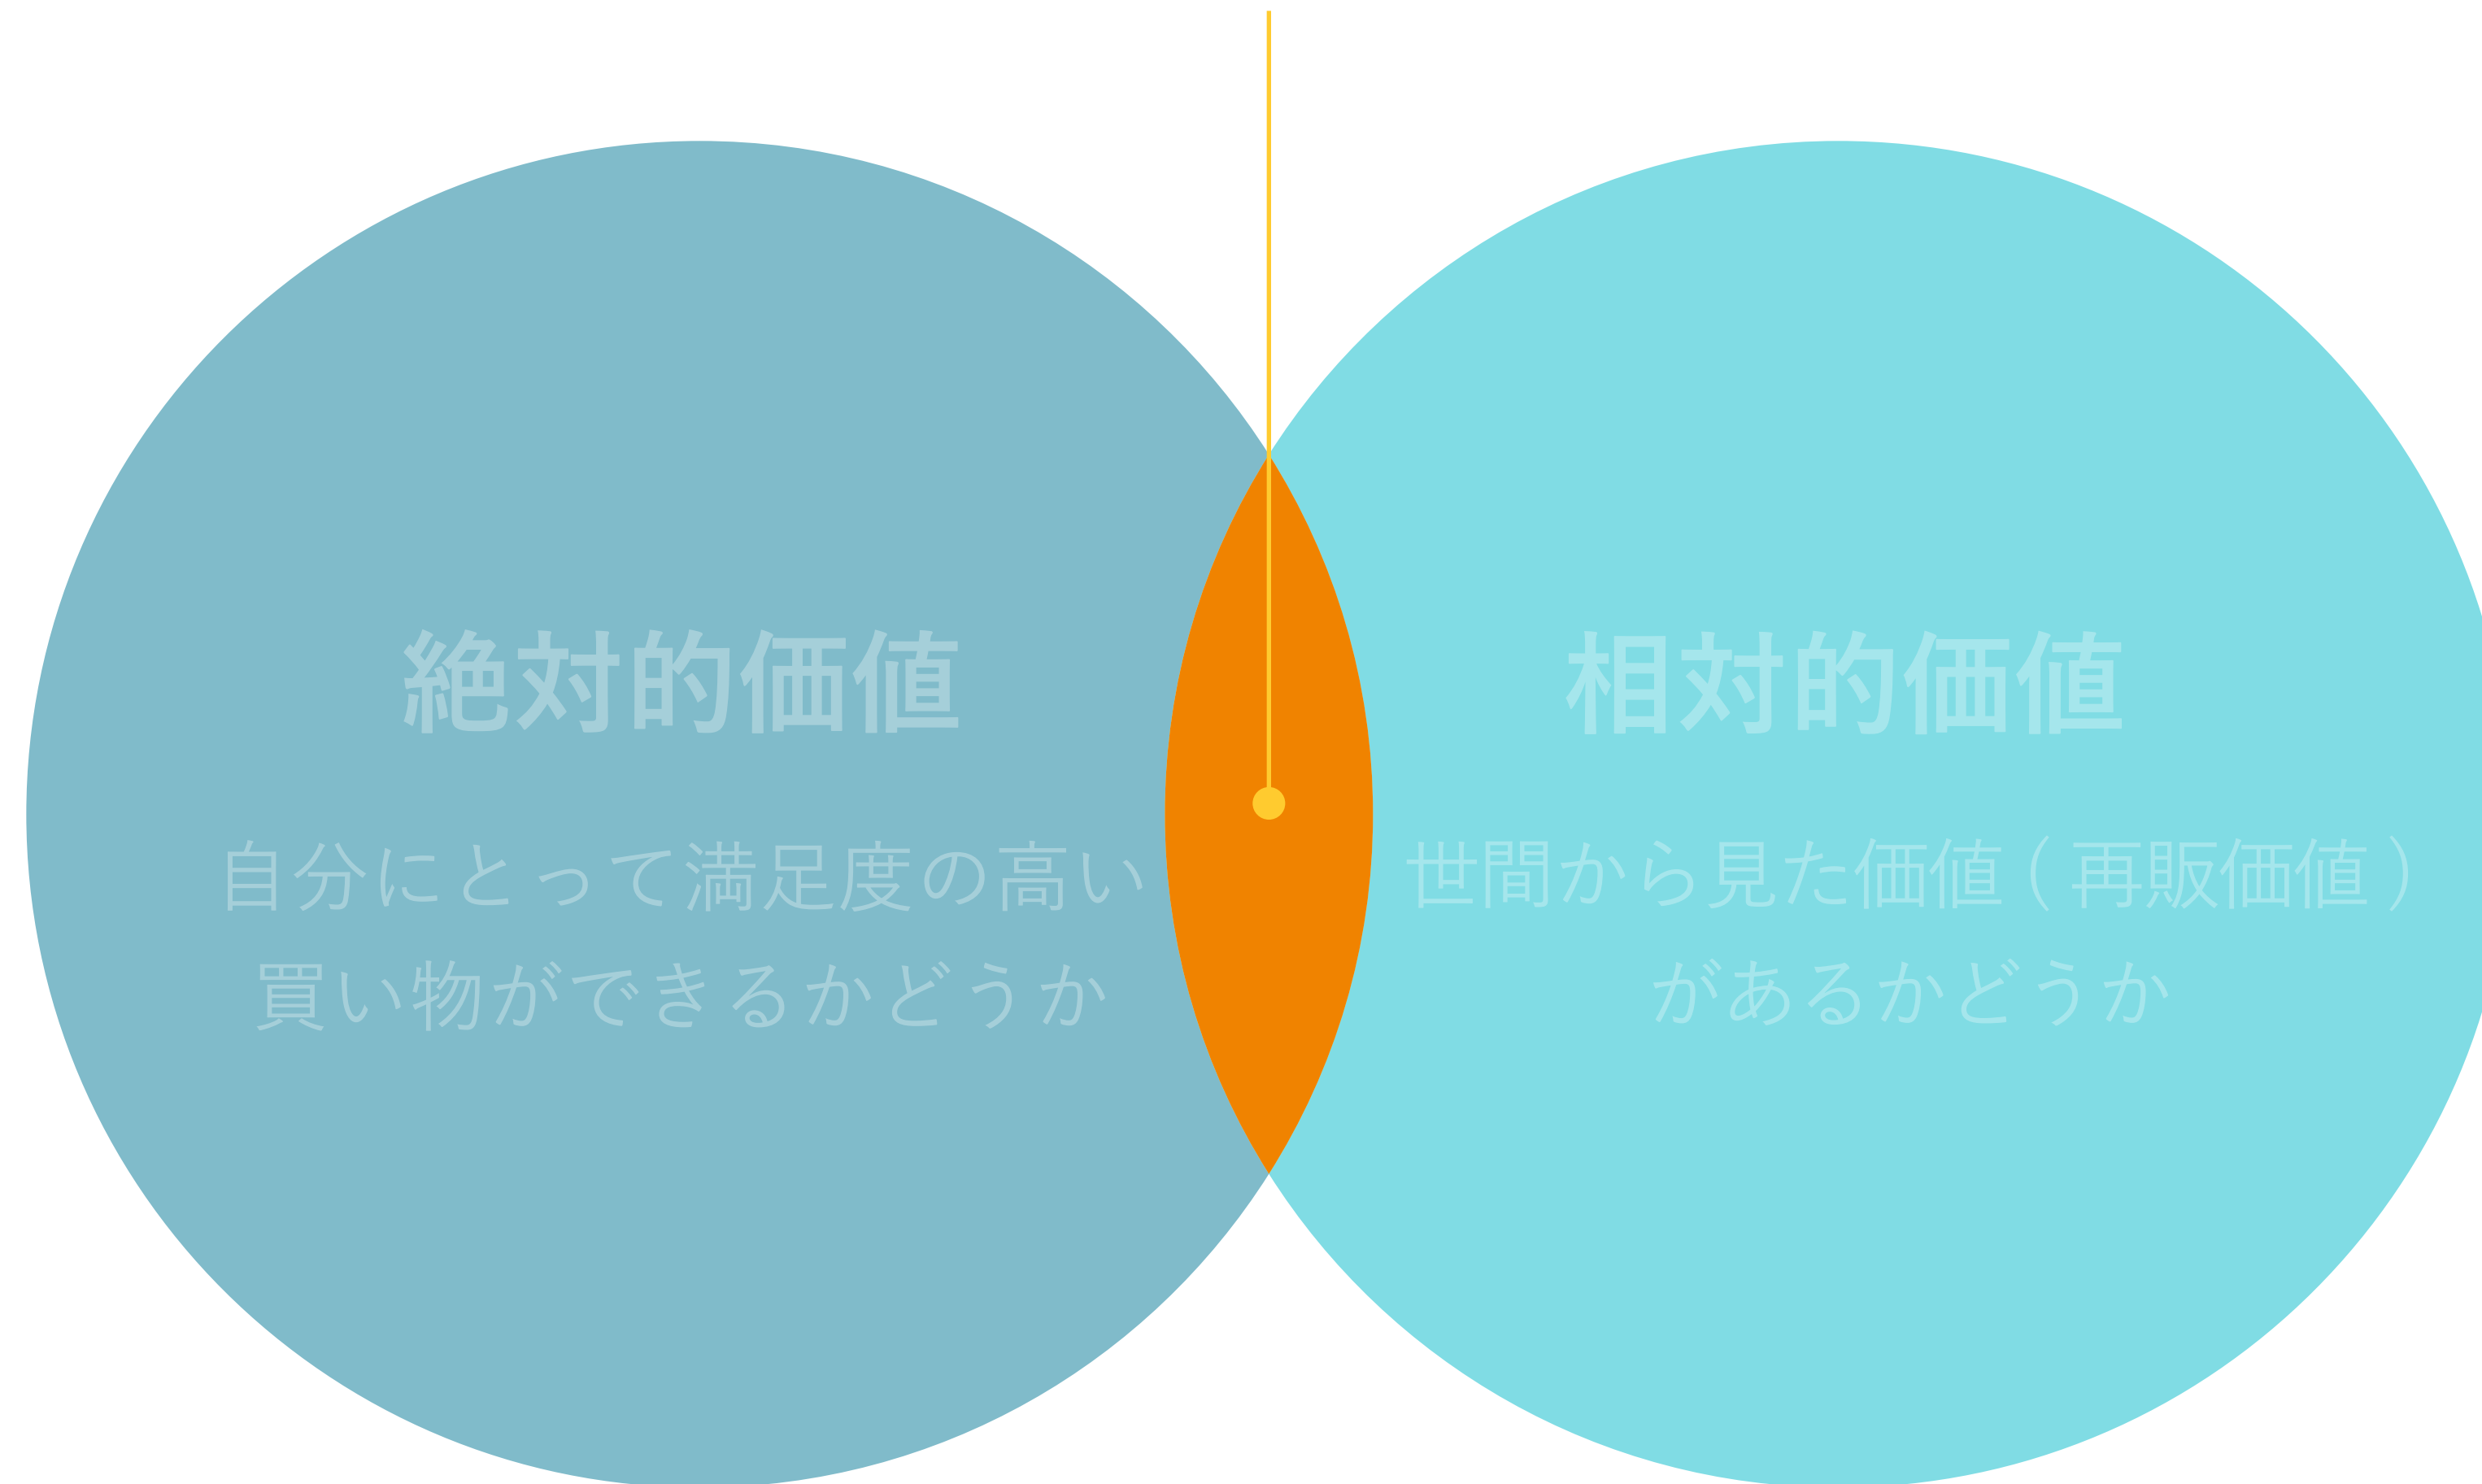 絶対的価値
自分にとって満足度の高い
買い物ができるかどうか
相対的価値
世間から見た価値（再販価値）
があるかどうか